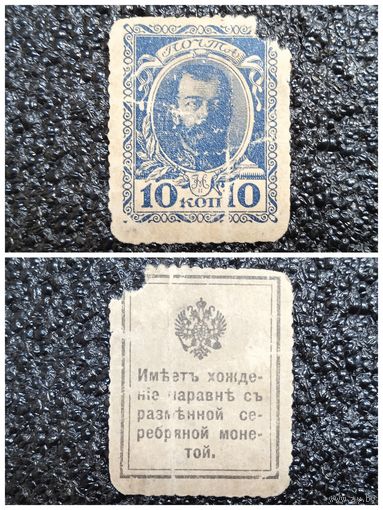 ПОЧТА
10 КОП 10
Имѣетъ хожде-
ніе наравнѣ съ
размѣнной се-
ребряной моне-
той.